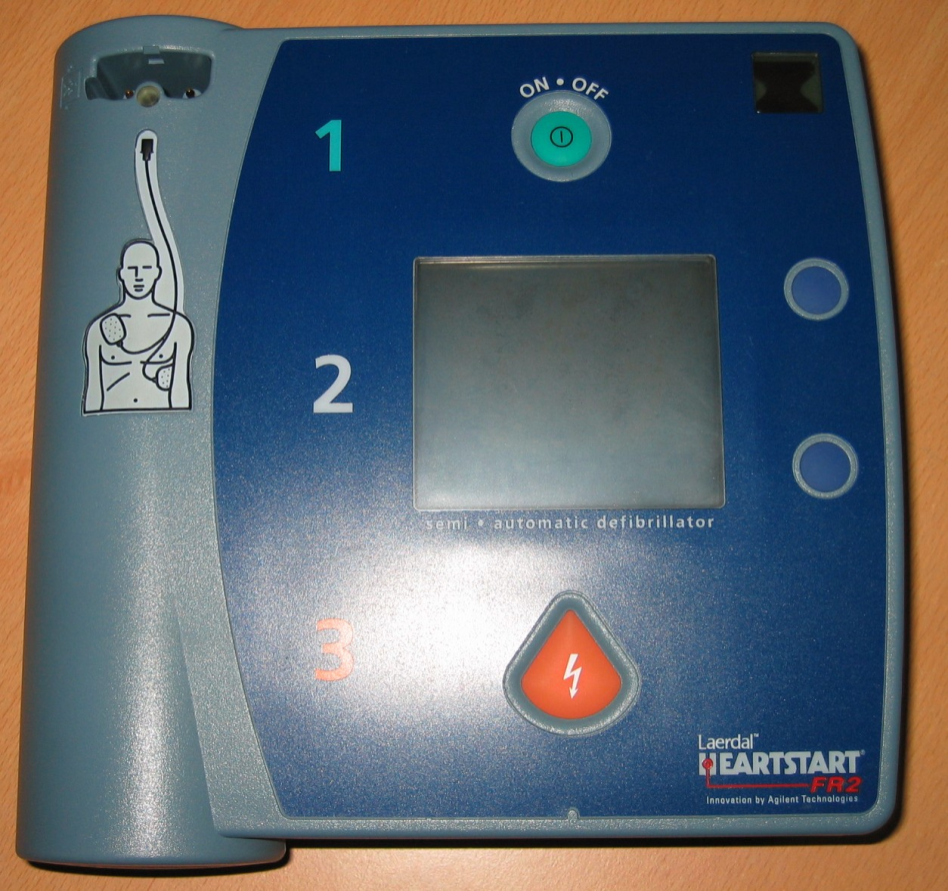 ON • OFF
1
2
semi • automatic defibrillator
3
Laerdal™
HEARTSTART®
FR2
Innovation by Agilent Technologies